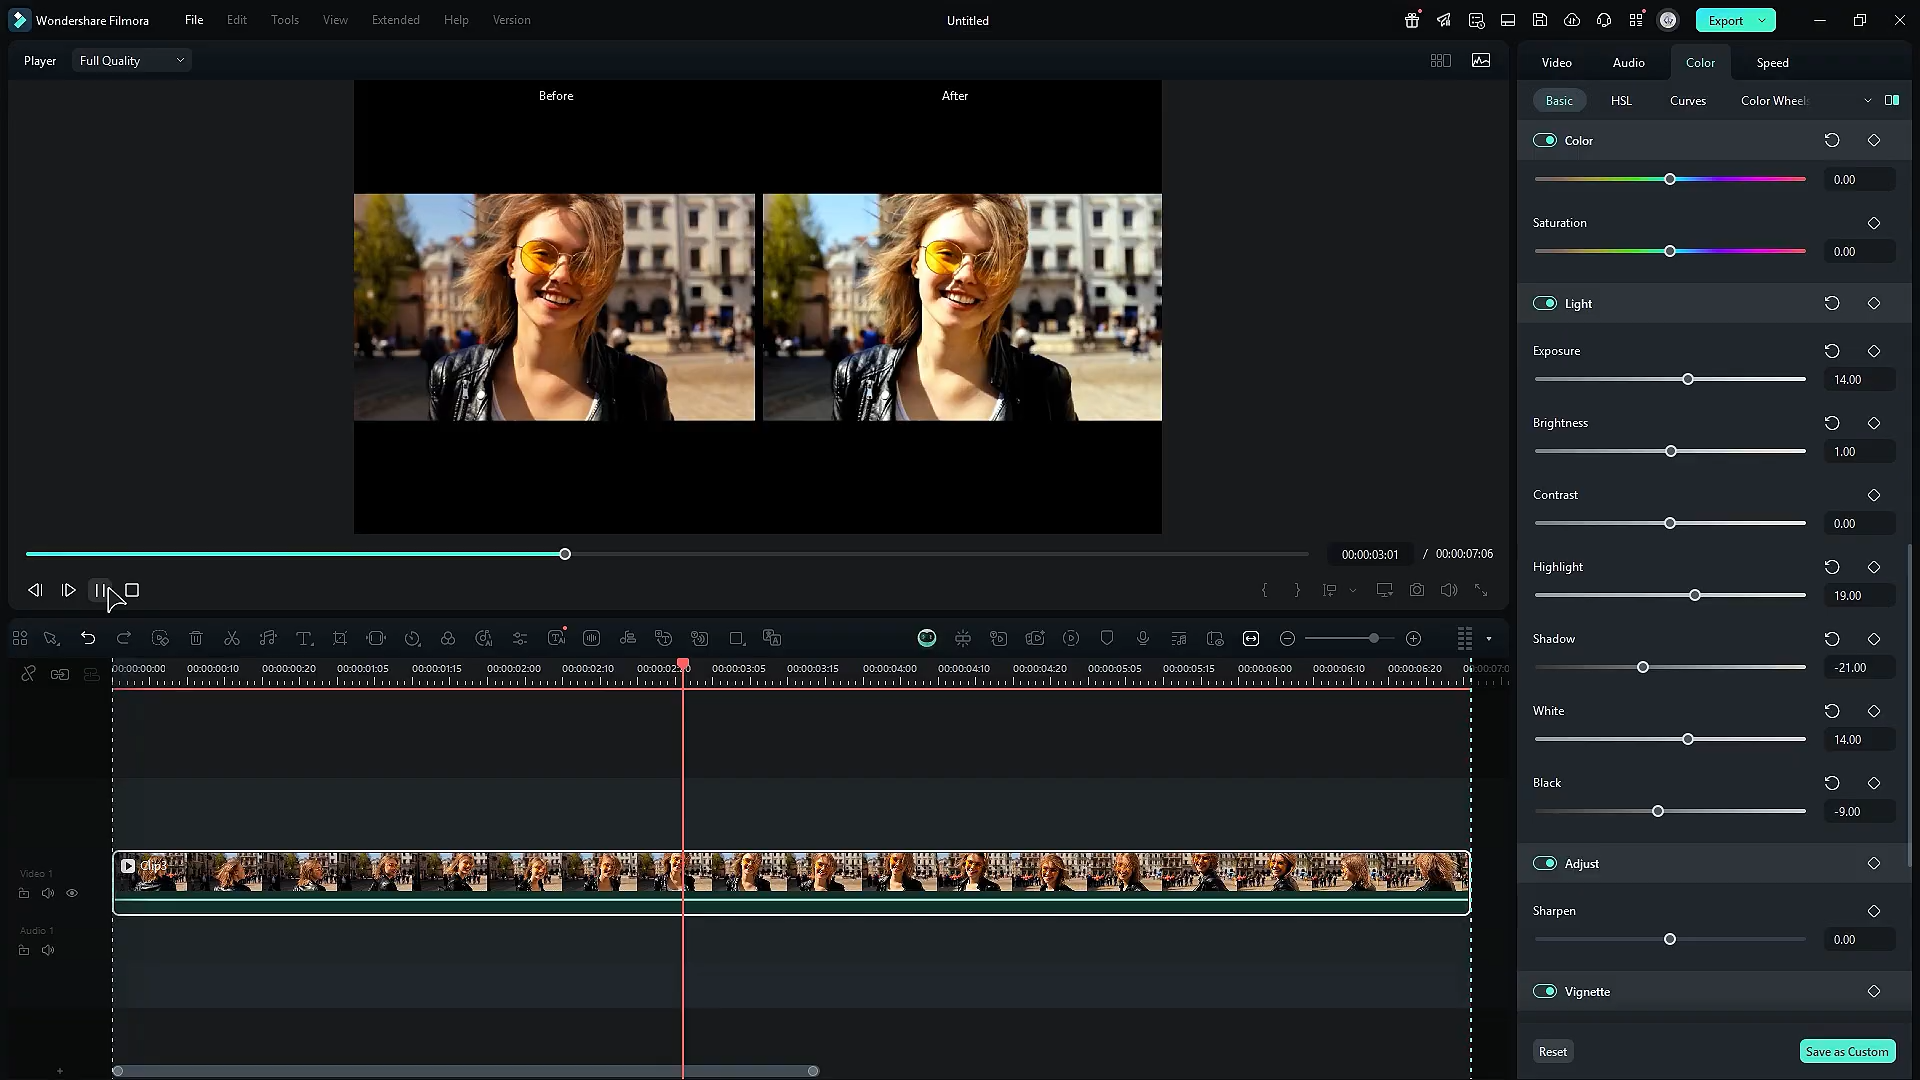 Wondershare Filmora File Edit Tools View Extended Help Version Untitled Export
Player Full Quality
Before After
00:00:03:01 / 00:00:07:06
00:00:00:00 00:00:00:10 00:00:00:20 00:00:01:05 00:00:01:15 00:00:02:00 00:00:02:10 00:00:03:05 00:00:03:15 00:00:04:00 00:00:04:10 00:00:04:20 00:00:05:05 00:00:05:15 00:00:06:00 00:00:06:10 00:00:06:20
Clip3
Video 1
Audio 1
Video Audio Color Speed
Basic HSL Curves Color Wheels
Color
0.00
Saturation
0.00
Light
Exposure
14.00
Brightness
1.00
Contrast
0.00
Highlight
19.00
Shadow
-21.00
White
14.00
Black
-9.00
Adjust
Sharpen
0.00
Vignette
Reset Save as Custom